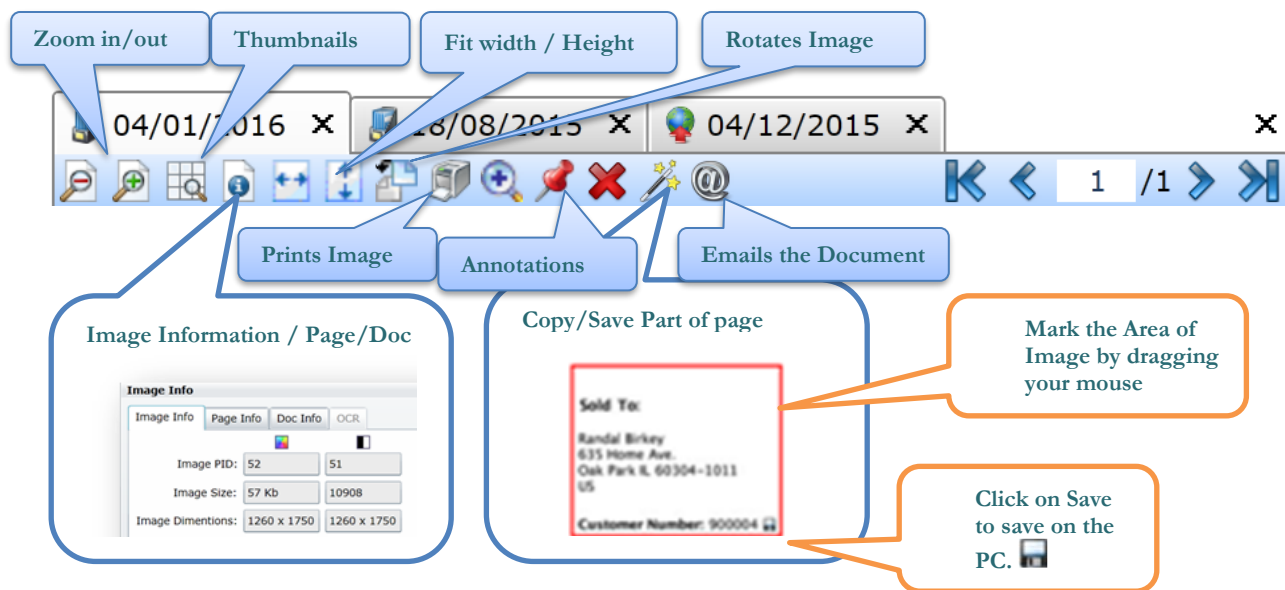 Zoom in/out
Thumbnails
Fit width / Height
Rotates Image
04/01/2016 X
18/08/2015 X
04/12/2015 X
X
1 /1
Prints Image
Annotations
Emails the Document
Image Information / Page/Doc
Image Info
Image Info Page Info Doc Info OCR
Image PID: 52 51
Image Size: 57 Kb 10908
Image Dimentions: 1260 x 1750 1260 x 1750
Copy/Save Part of page
Sold To:
Randal Birkey
635 Home Ave.
Oak Park IL, 60304-1011
US
Customer Number: 900004
Mark the Area of
Image by dragging
your mouse
Click on Save
to save on the
PC.